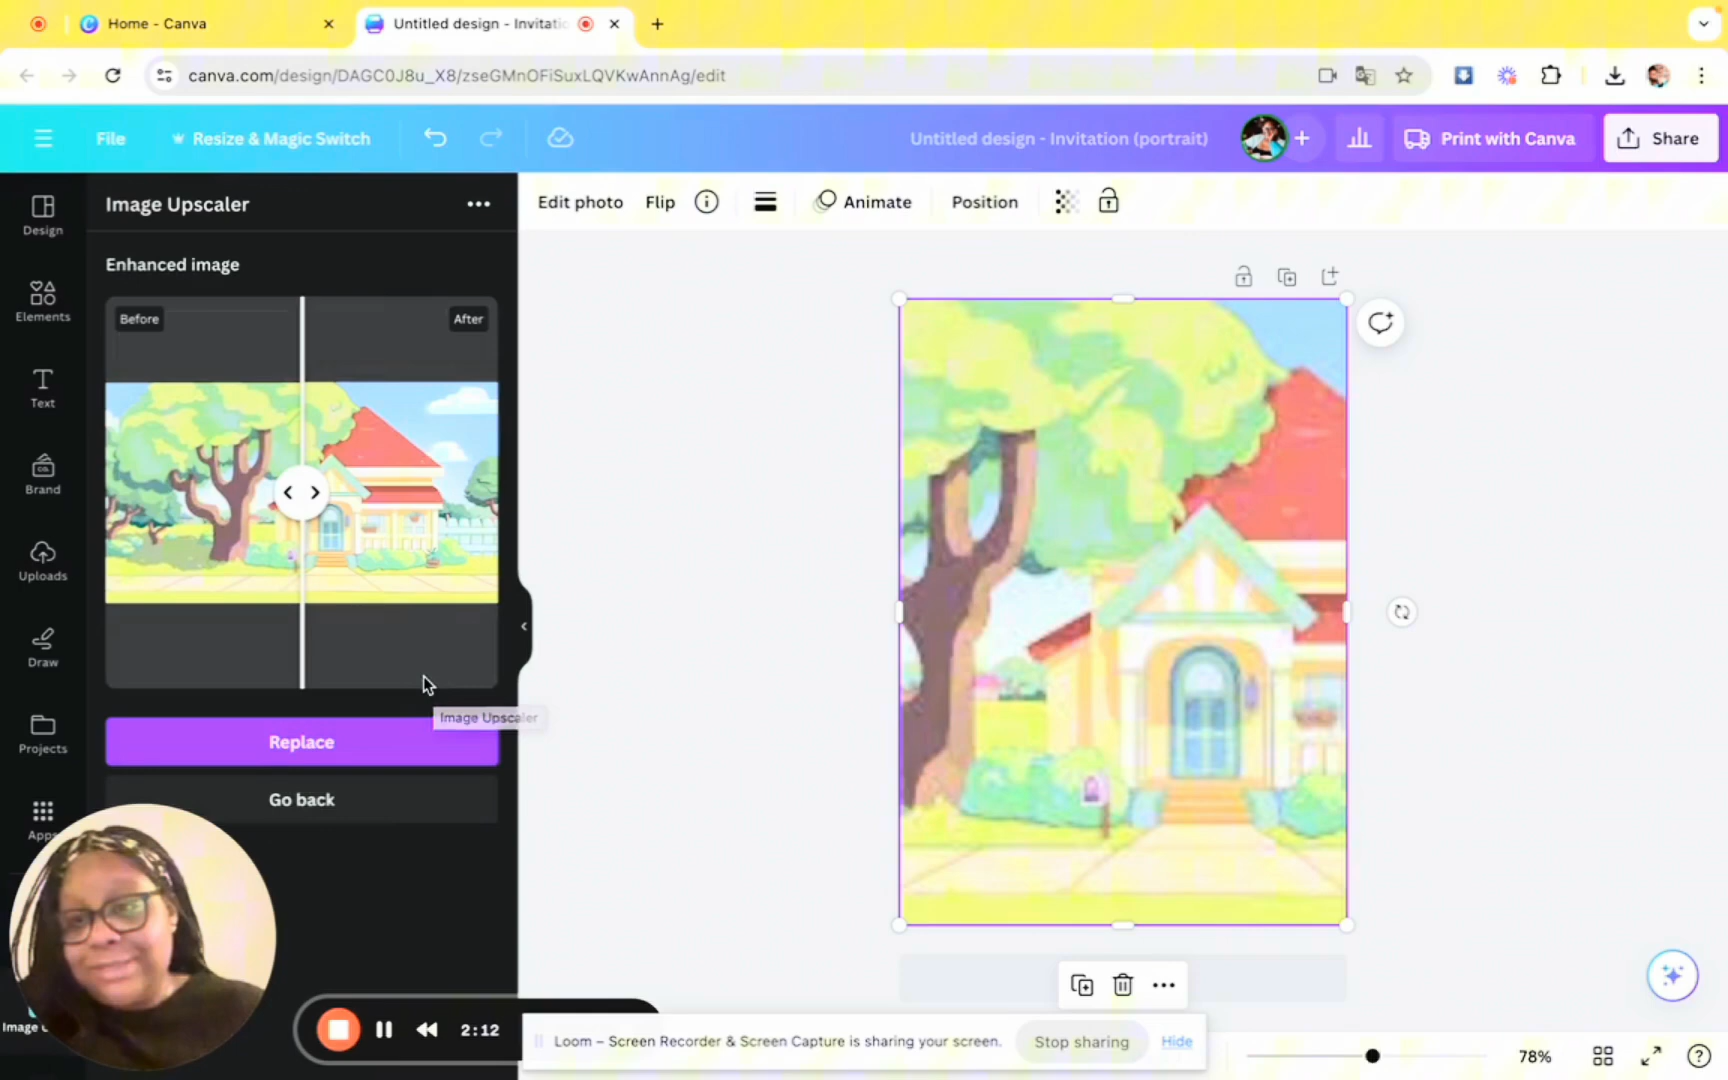 Home - Canva
Untitled design - Invitatio
canva.com/design/DAGC0J8u_X8/zseGMnOFiSuxLQVKwAnnAg/edit
File
Resize & Magic Switch
Untitled design - Invitation (portrait)
Print with Canva
Share
Design
Elements
Text
Brand
Uploads
Draw
Projects
Apps
Image Upscaler
Enhanced image
Before
After
Image Upscaler
Replace
Go back
Edit photo
Flip
Animate
Position
2:12
Loom – Screen Recorder & Screen Capture is sharing your screen.
Stop sharing
Hide
78%